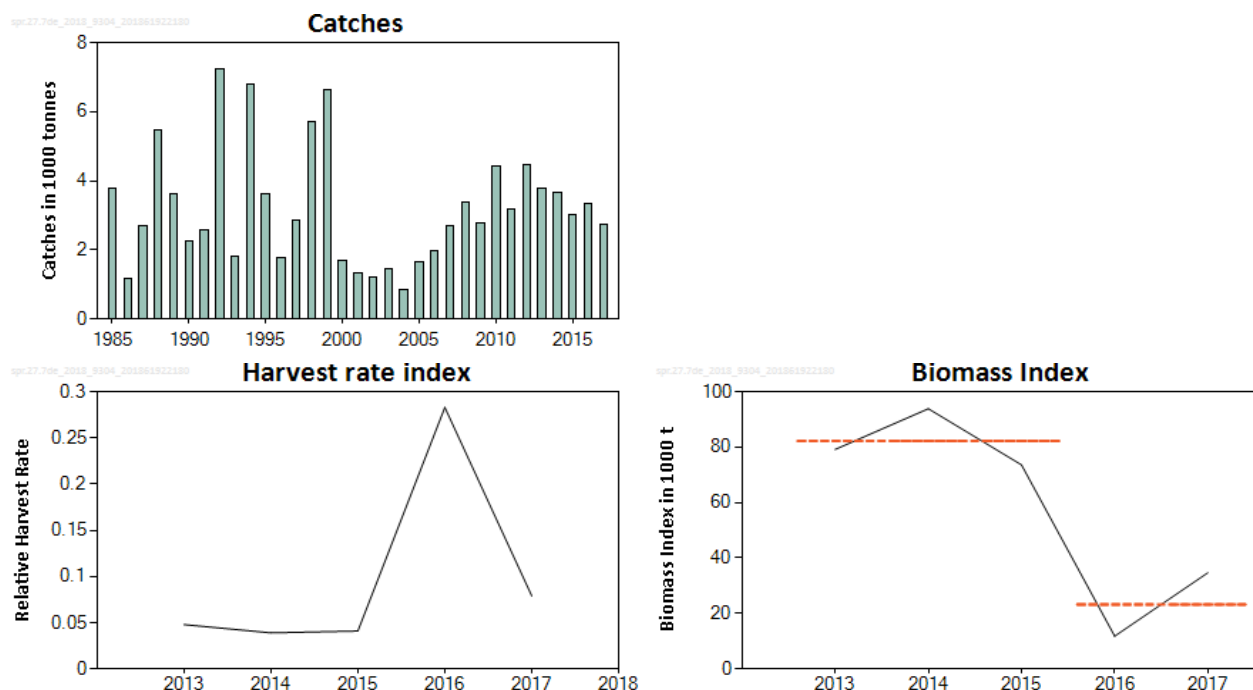 spr.27.7de_2018_9304_201861922180
Catches
Catches in 1000 tonnes
8
6
4
2
0
1985 1990 1995 2000 2005 2010 2015
spr.27.7de_2018_9304_201861922180
Harvest rate index
Relative Harvest Rate
0.3
0.25
0.2
0.15
0.1
0.05
0
2013 2014 2015 2016 2017 2018
spr.27.7de_2018_9304_201861922180
Biomass Index
Biomass Index in 1000 t
100
80
60
40
20
0
2013 2014 2015 2016 2017